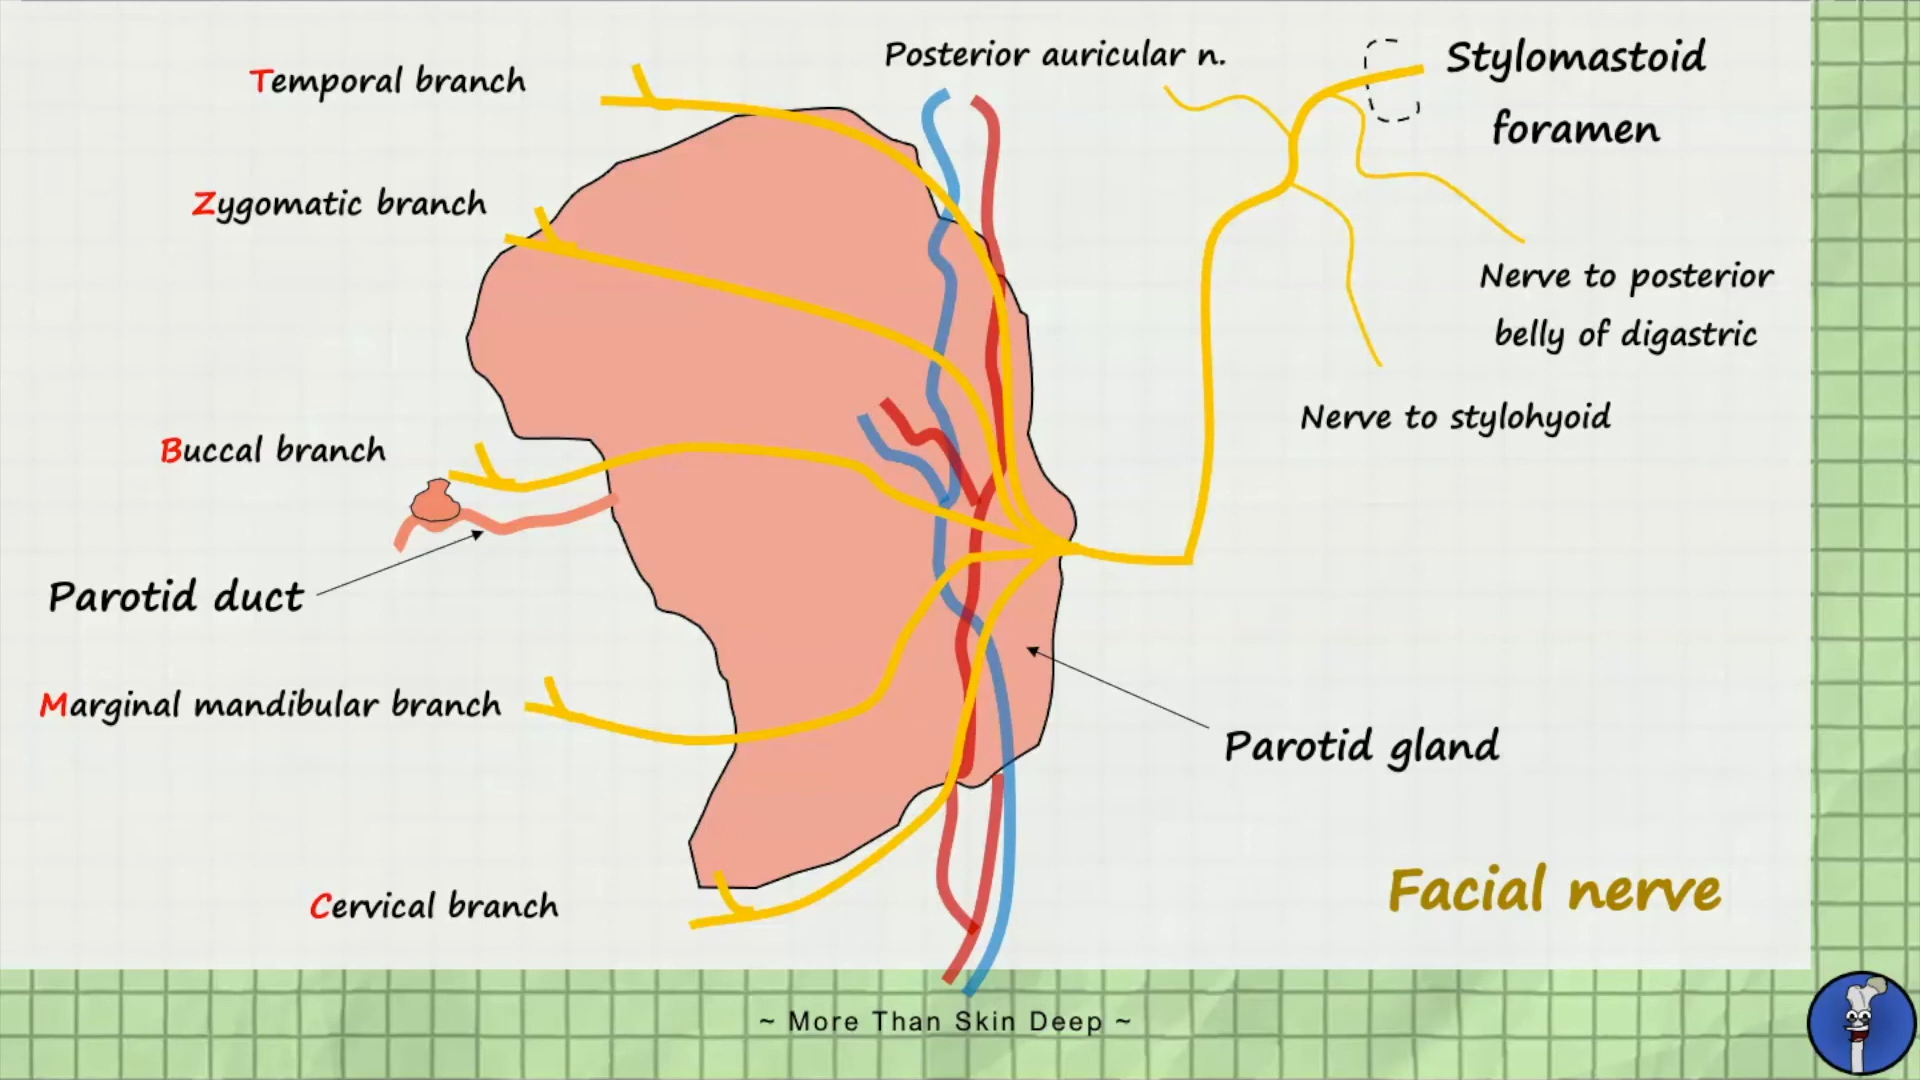 Posterior auricular n.
Stylomastoid
foramen
Temporal branch
Zygomatic branch
Nerve to posterior
belly of digastric
Nerve to stylohyoid
Buccal branch
Parotid duct
Marginal mandibular branch
Parotid gland
Cervical branch
Facial nerve
~ More Than Skin Deep ~